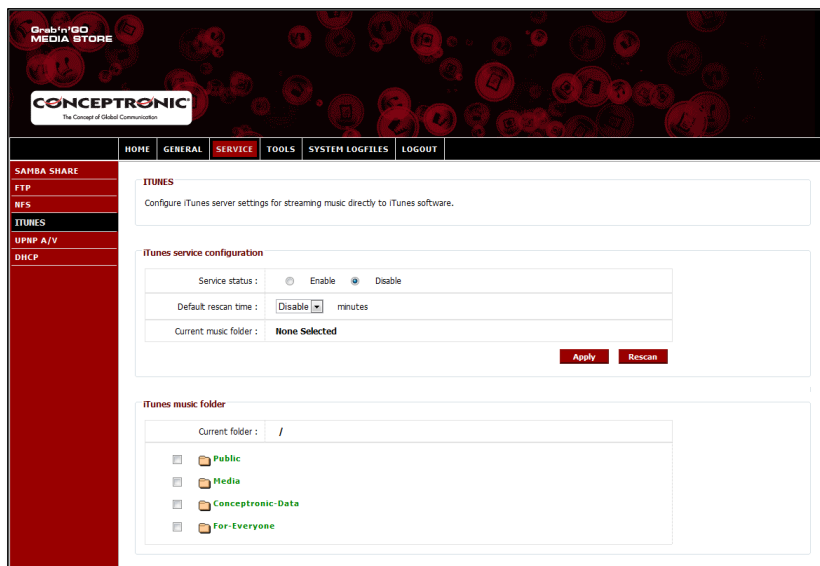 Grab'n'GO
MEDIA STORE
CONCEPTRONIC
The Concept of Global Communication
HOME GENERAL SERVICE TOOLS SYSTEM LOGFILES LOGOUT
SAMBA SHARE
FTP
NFS
ITUNES
UPNP A/V
DHCP
ITUNES
Configure iTunes server settings for streaming music directly to iTunes software.
iTunes service configuration
Service status : Enable Disable
Default rescan time : Disable minutes
Current music folder : None Selected
Apply Rescan
iTunes music folder
Current folder : /
Public
Media
Conceptronic-Data
For-Everyone